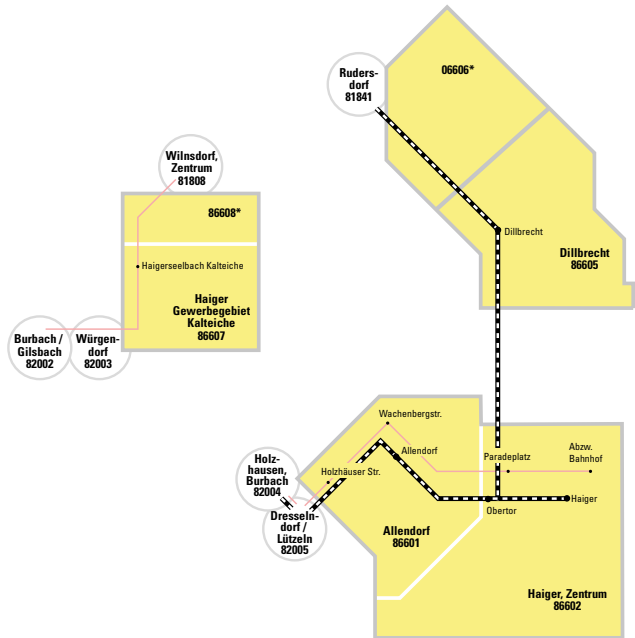 06606*
Ruders-
dorf
81841
Wilnsdorf,
Zentrum
81808
86608*
Dillbrecht
Dillbrecht
86605
Haigerseelbach Kalteiche
Haiger
Gewerbegebiet
Kalteiche
86607
Burbach /
Gilsbach
82002
Würgen-
dorf
82003
Wachenbergstr.
Holz-
hausen,
Burbach
82004
Holzhäuser Str.
Allendorf
Paradeplatz
Abzw.
Bahnhof
Haiger
Obertor
Dresseln-
dorf /
Lützeln
82005
Allendorf
86601
Haiger, Zentrum
86602